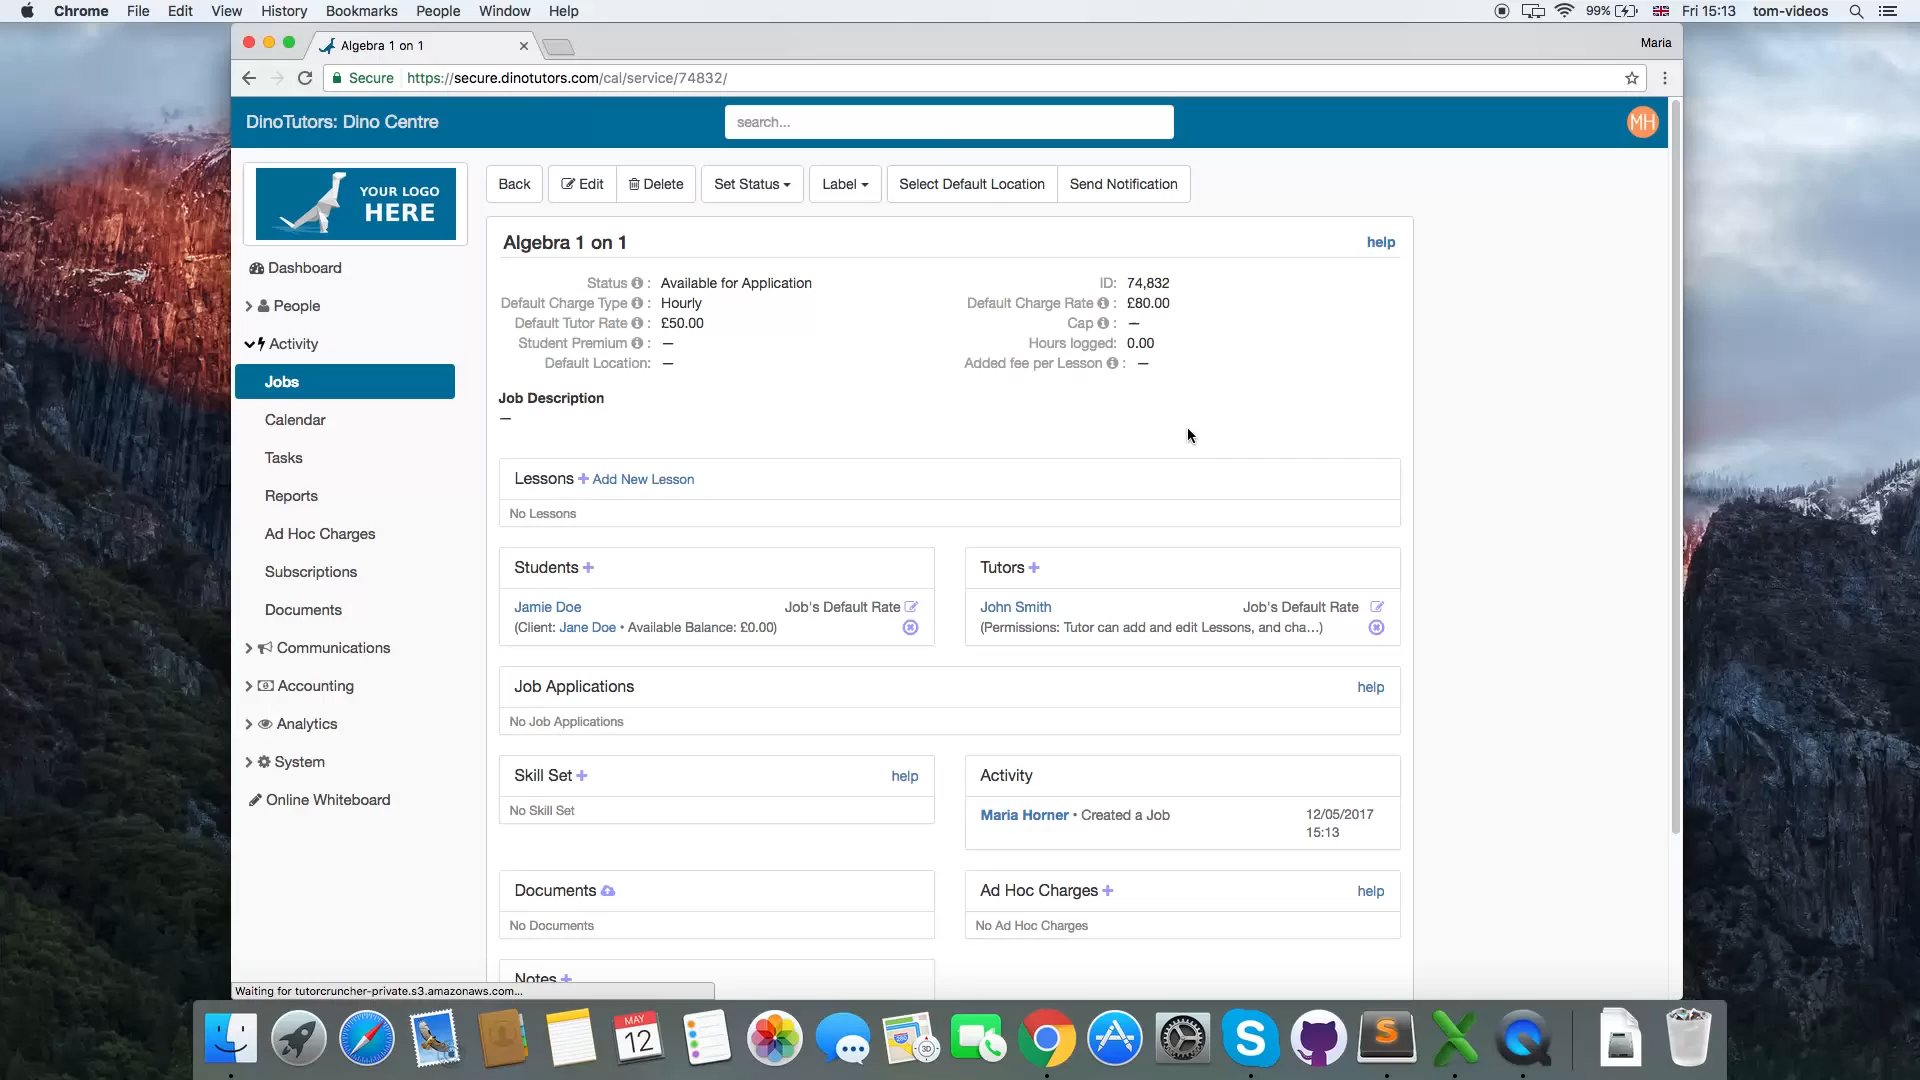 Chrome File Edit View History Bookmarks People Window Help 99% Fri 15:13 tom-videos
Algebra 1 on 1
Maria
Secure https://secure.dinotutors.com/cal/service/74832/
DinoTutors: Dino Centre
search...
MH
YOUR LOGO
HERE
Dashboard
People
Activity
Jobs
Calendar
Tasks
Reports
Ad Hoc Charges
Subscriptions
Documents
Communications
Accounting
Analytics
System
Online Whiteboard
Back Edit Delete Set Status Label Select Default Location Send Notification
Algebra 1 on 1 help
Status : Available for Application ID: 74,832
Default Charge Type : Hourly Default Charge Rate : £80.00
Default Tutor Rate : £50.00 Cap : —
Student Premium : — Hours logged: 0.00
Default Location: — Added fee per Lesson : —
Job Description
—
Lessons + Add New Lesson
No Lessons
Students +
Jamie Doe Job's Default Rate
(Client: Jane Doe • Available Balance: £0.00)
Tutors +
John Smith Job's Default Rate
(Permissions: Tutor can add and edit Lessons, and cha...)
Job Applications help
No Job Applications
Skill Set + help
No Skill Set
Activity
Maria Horner • Created a Job 12/05/2017
15:13
Documents
No Documents
Ad Hoc Charges + help
No Ad Hoc Charges
Notes +
Waiting for tutorcruncher-private.s3.amazonaws.com...
MAY
12
280
3D
S
S
X